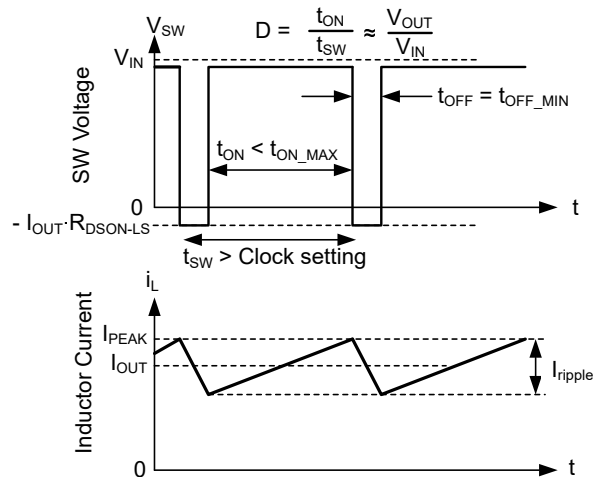 V_SW
D = t_ON / t_SW ≈ V_OUT / V_IN
V_IN
SW Voltage
t_OFF = t_OFF_MIN
t_ON < t_ON_MAX
0
t
- I_OUT·R_DSON-LS
t_SW > Clock setting
i_L
Inductor Current
I_PEAK
I_OUT
I_ripple
0
t